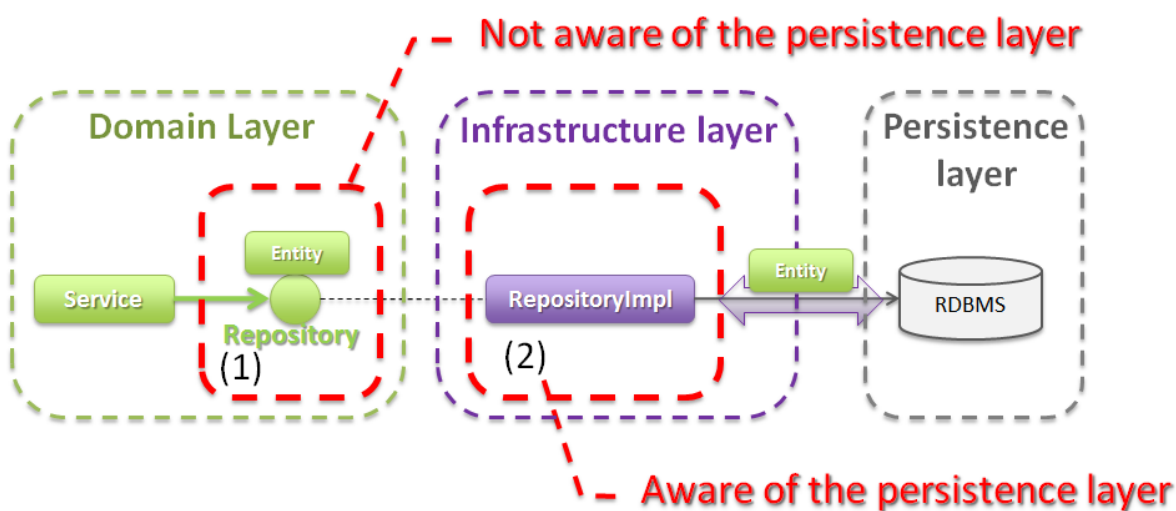 Not aware of the persistence layer
Domain Layer
Infrastructure layer
Persistence
layer
Entity
Entity
Service
RepositoryImpl
RDBMS
Repository
(1)
(2)
Aware of the persistence layer